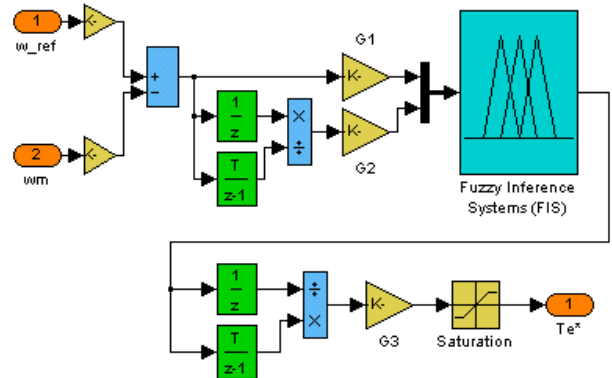 1
w_ref
K-
+
−
G1
K-
1
z
×
÷
K-
G2
2
wm
K-
T
z-1
Fuzzy Inference
Systems (FIS)
1
z
T
z-1
÷
×
K-
G3
Saturation
1
Te*